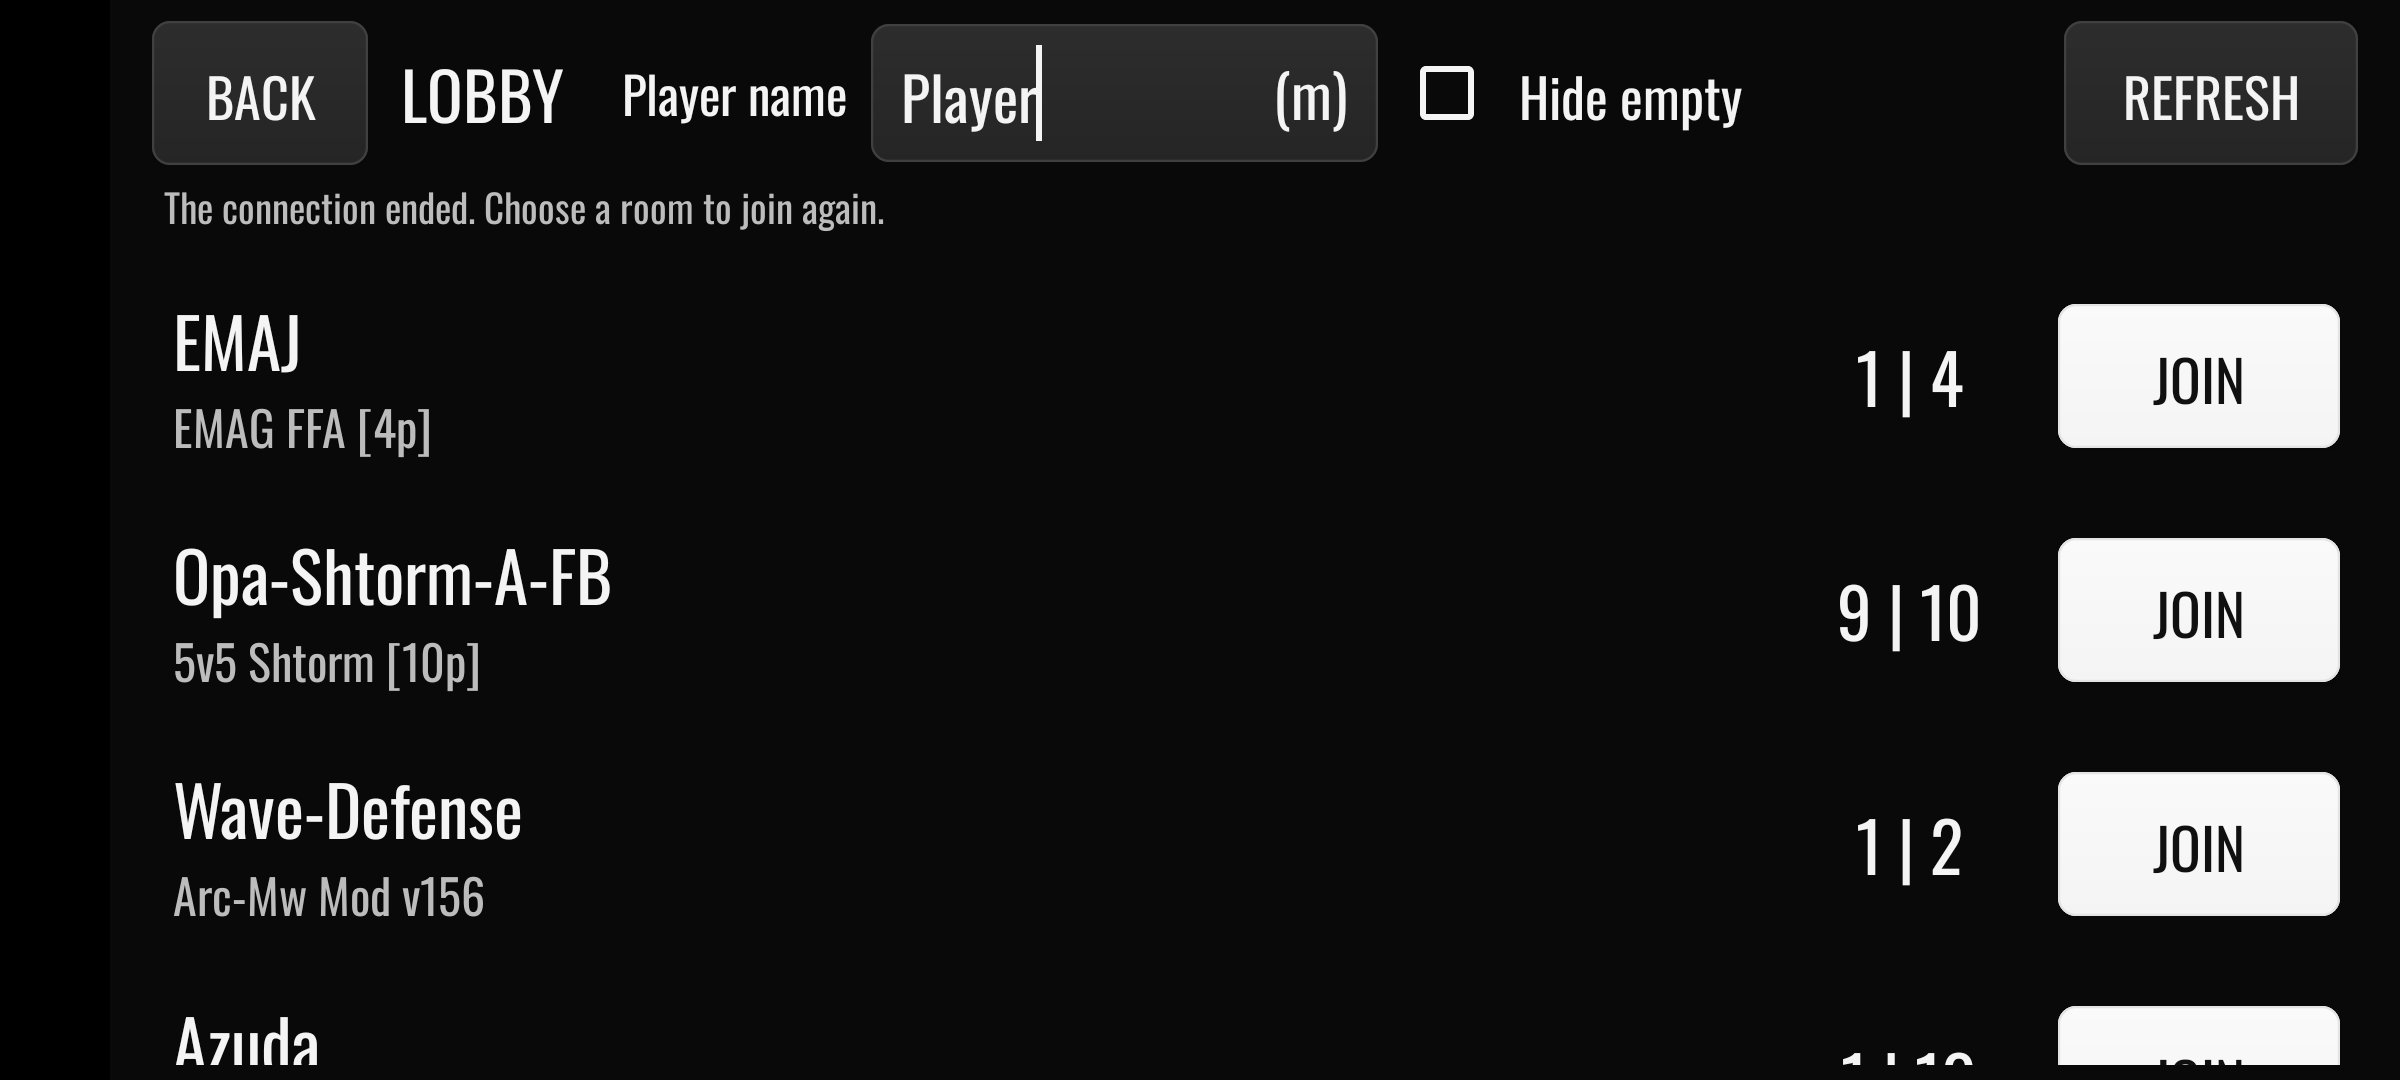 BACK LOBBY Player name Player (m) Hide empty REFRESH
The connection ended. Choose a room to join again.
EMAJ
EMAG FFA [4p]
1 | 4 JOIN
Opa-Shtorm-A-FB
5v5 Shtorm [10p]
9 | 10 JOIN
Wave-Defense
Arc-Mw Mod v156
1 | 2 JOIN
Azuda
JOIN